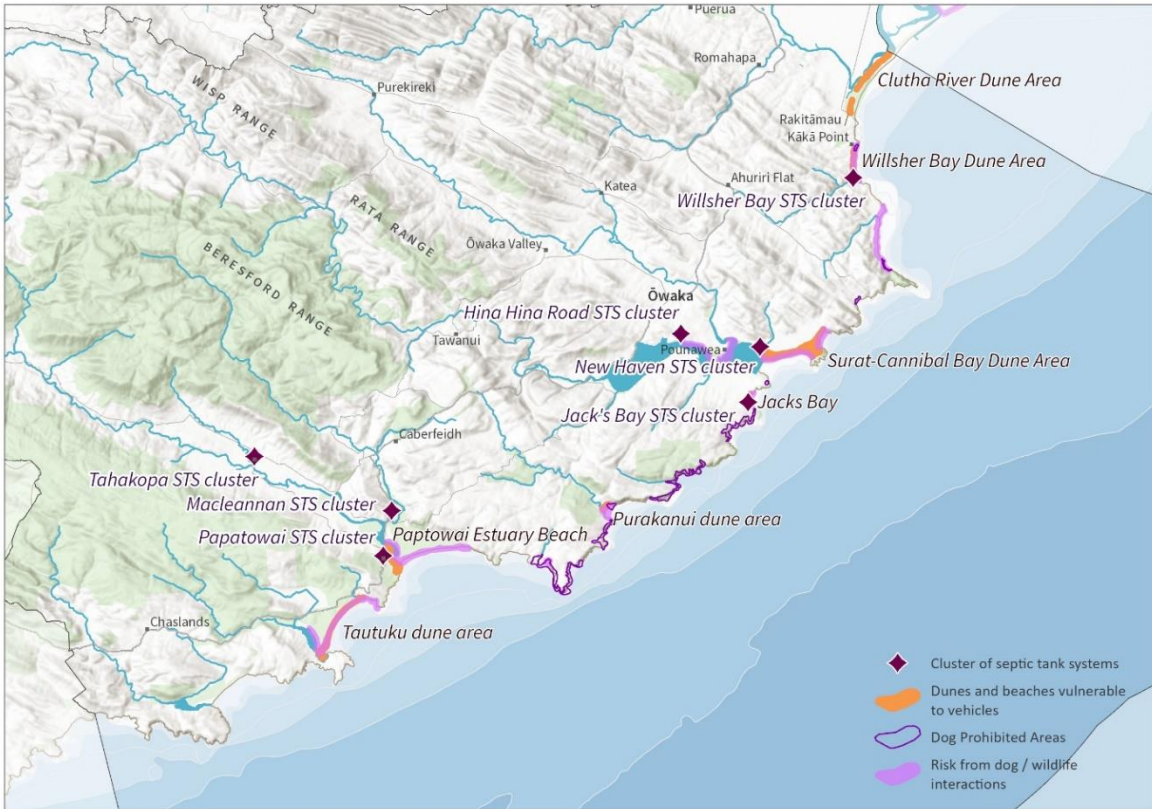 Puerua
Romahapa
Clutha River Dune Area
Purekireki
WISP RANGE
Rakitāmau
Kākā Point
Willsher Bay Dune Area
Ahuriri Flat
Katea
Willsher Bay STS cluster
RATA RANGE
Ōwaka Valley
BERESFORD RANGE
Ōwaka
Hina Hina Road STS cluster
Tawanui
Pounawea
New Haven STS cluster
Surat-Cannibal Bay Dune Area
Jack's Bay STS cluster
Jacks Bay
Caberfeidh
Tahakopa STS cluster
Macleannan STS cluster
Purakanui dune area
Papatowai STS cluster
Paptowai Estuary Beach
Chaslands
Tautuku dune area
Cluster of septic tank systems
Dunes and beaches vulnerable
to vehicles
Dog Prohibited Areas
Risk from dog / wildlife
interactions